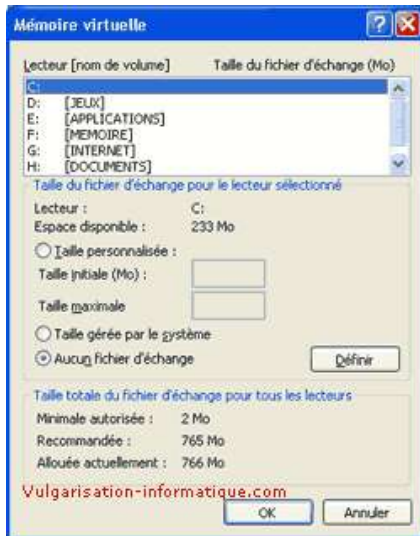 Mémoire virtuelle
Lecteur [nom de volume] Taille du fichier d'échange (Mo)
C:
D: [JEUX]
E: [APPLICATIONS]
F: [MEMOIRE]
G: [INTERNET]
H: [DOCUMENTS]
Taille du fichier d'échange pour le lecteur sélectionné
Lecteur : C:
Espace disponible : 233 Mo
Taille personnalisée :
Taille initiale (Mo) :
Taille maximale
Taille gérée par le système
Aucun fichier d'échange Définir
Taille totale du fichier d'échange pour tous les lecteurs
Minimale autorisée : 2 Mo
Recommandée : 765 Mo
Allouée actuellement : 766 Mo
Vulgarisation-informatique.com
OK Annuler